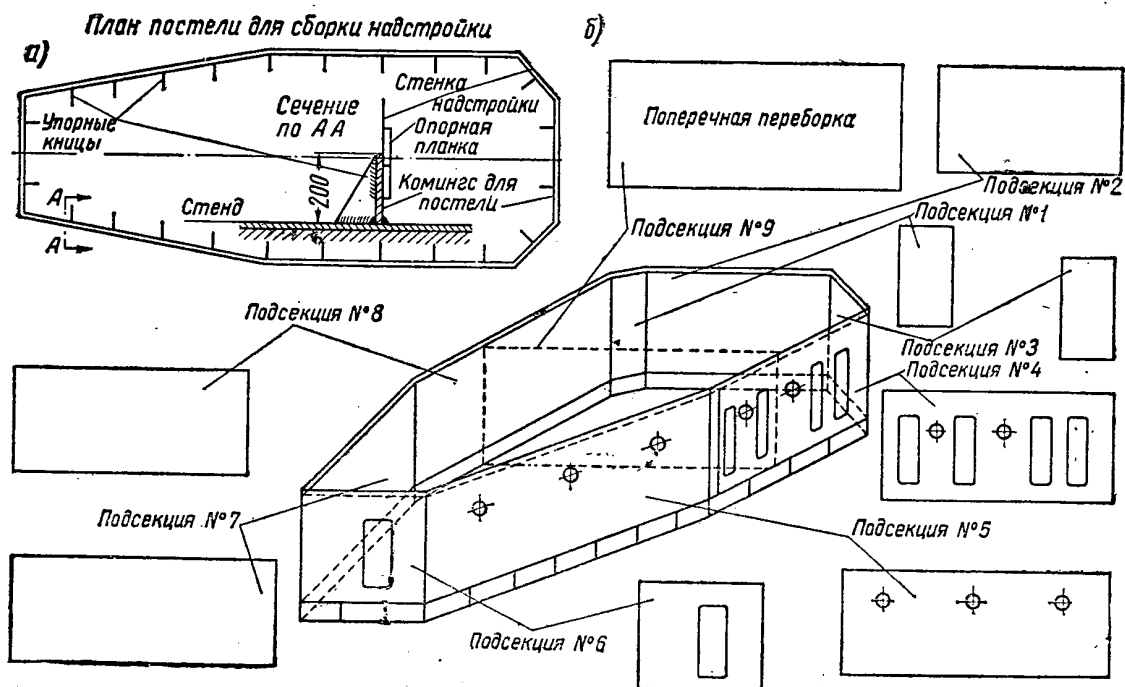 План постели для сборки надстройки
а)
Стенка
надстройки
Сечение
по АА
Опорная
планка
Упорные
кницы
200
Комингс для
постели
А
А
Стенд
б)
Поперечная переборка
Подсекция №2
Подсекция №1
Подсекция №9
Подсекция №8
Подсекция №3
Подсекция №4
Подсекция №7
Подсекция №5
Подсекция №6